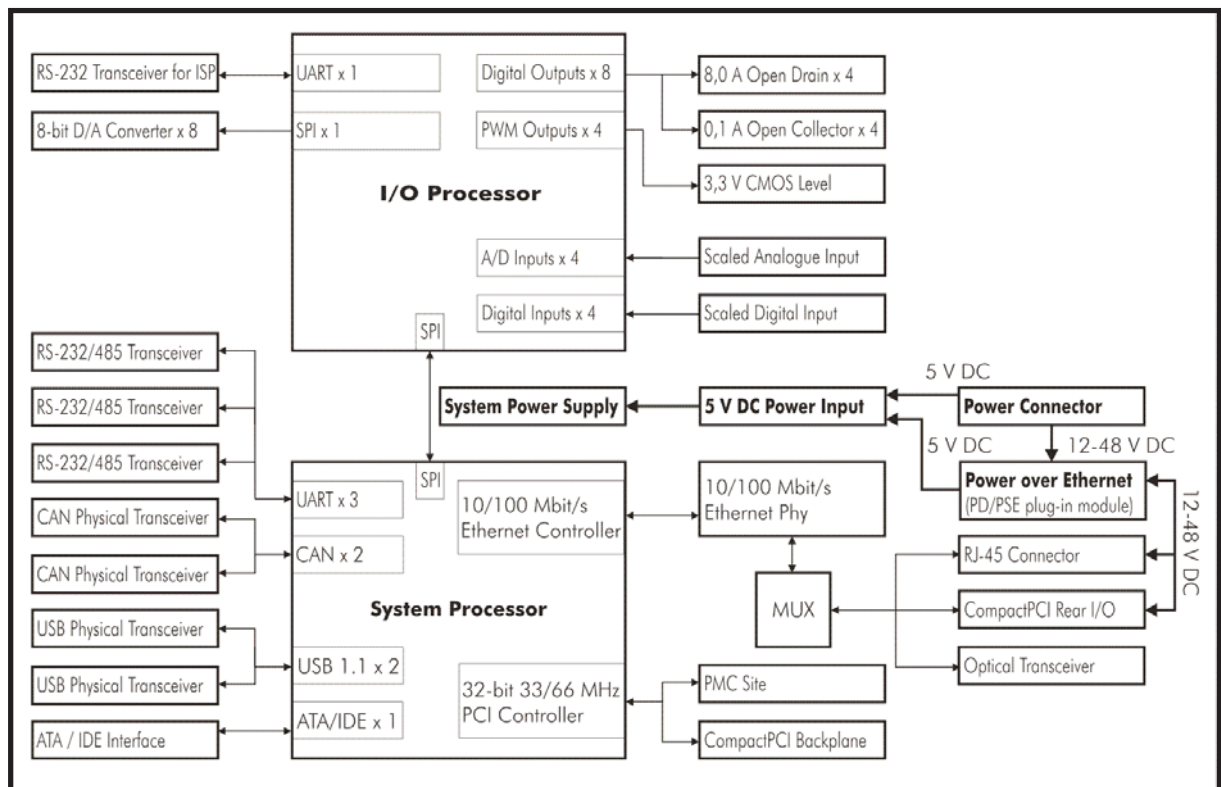 RS-232 Transceiver for ISP
UART x 1
Digital Outputs x 8
8,0 A Open Drain x 4
8-bit D/A Converter x 8
SPI x 1
PWM Outputs x 4
0,1 A Open Collector x 4
I/O Processor
3,3 V CMOS Level
A/D Inputs x 4
Scaled Analogue Input
Digital Inputs x 4
Scaled Digital Input
SPI
RS-232/485 Transceiver
RS-232/485 Transceiver
RS-232/485 Transceiver
System Power Supply
5 V DC Power Input
5 V DC
Power Connector
5 V DC
12-48 V DC
Power over Ethernet
(PD/PSE plug-in module)
12-48 V DC
SPI
UART x 3
10/100 Mbit/s
Ethernet Controller
10/100 Mbit/s
Ethernet Phy
CAN Physical Transceiver
CAN x 2
CAN Physical Transceiver
RJ-45 Connector
System Processor
MUX
CompactPCI Rear I/O
USB Physical Transceiver
USB 1.1 x 2
USB Physical Transceiver
Optical Transceiver
32-bit 33/66 MHz
PCI Controller
PMC Site
ATA/IDE x 1
ATA / IDE Interface
CompactPCI Backplane